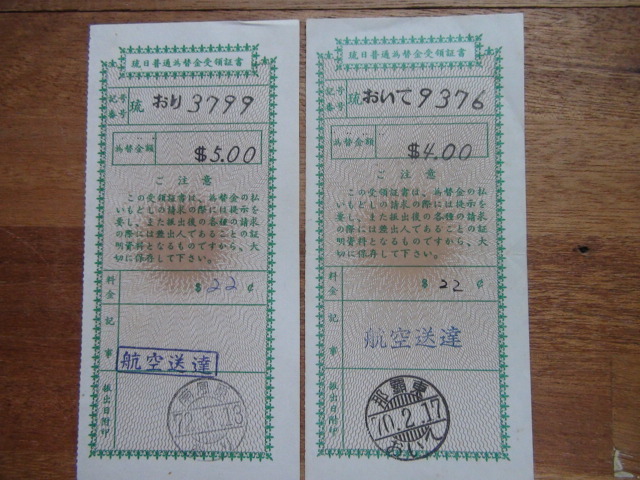 琉日普通為替金受領証書
記号番号 琉 おり 3799
為替金額 $5.00
ご注意
この受領証書は、為替金の払
いもどしの請求の際には提示を
要し、また振出後の各種の請求
の際には差出人であることの証
明資料となるものですから、大
切に保存して下さい。
料金 $22¢
記事
航空送達
振出日附印
琉日普通為替金受領証書
記号番号 琉 おいて 9376
為替金額 $4.00
ご注意
この受領証書は、為替金の払
いもどしの請求の際には提示を
要し、また振出後の各種の請求
の際には差出人であることの証
明資料となるものですから、大
切に保存して下さい。
料金 $22¢
記事
航空送達
振出日附印
那覇東
70.2.17